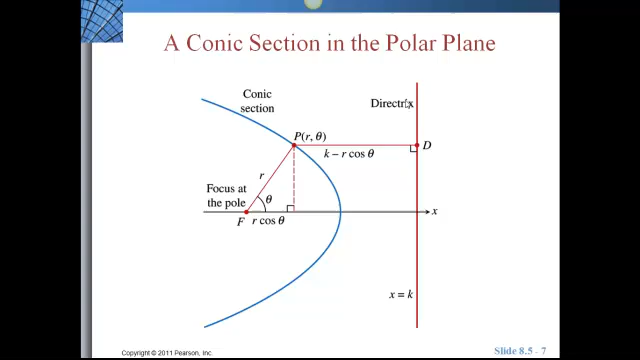 A Conic Section in the Polar Plane
Conic
section
Directrix
P(r, θ)
D
k – r cos θ
r
Focus at
the pole
θ
F
r cos θ
x
x = k
Copyright © 2011 Pearson, Inc.
Slide 8.5 - 7